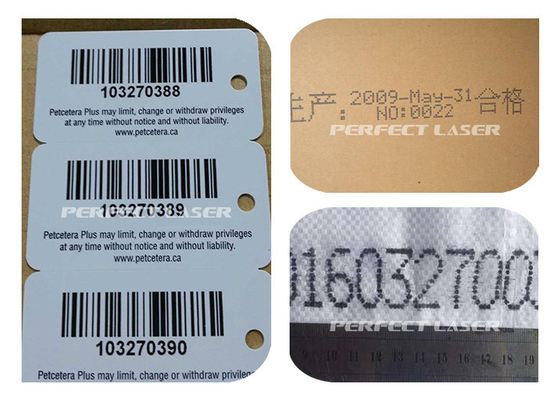 103270388
Petcetera Plus may limit, change or withdraw privileges
at any time without notice and without liability.
www.petcetera.ca
103270389
PERFECT LASER
Petcetera Plus may limit, change or withdraw privileges
at any time without notice and without liability.
www.petcetera.ca
103270390
Petcetera Plus may limit, change or withdraw
产: 2009-May-31 合格
NO:0022
PERFECT LASER
0160327003
PERFECT LASER
9 10 11 12 13 14 15 16 17 18 19